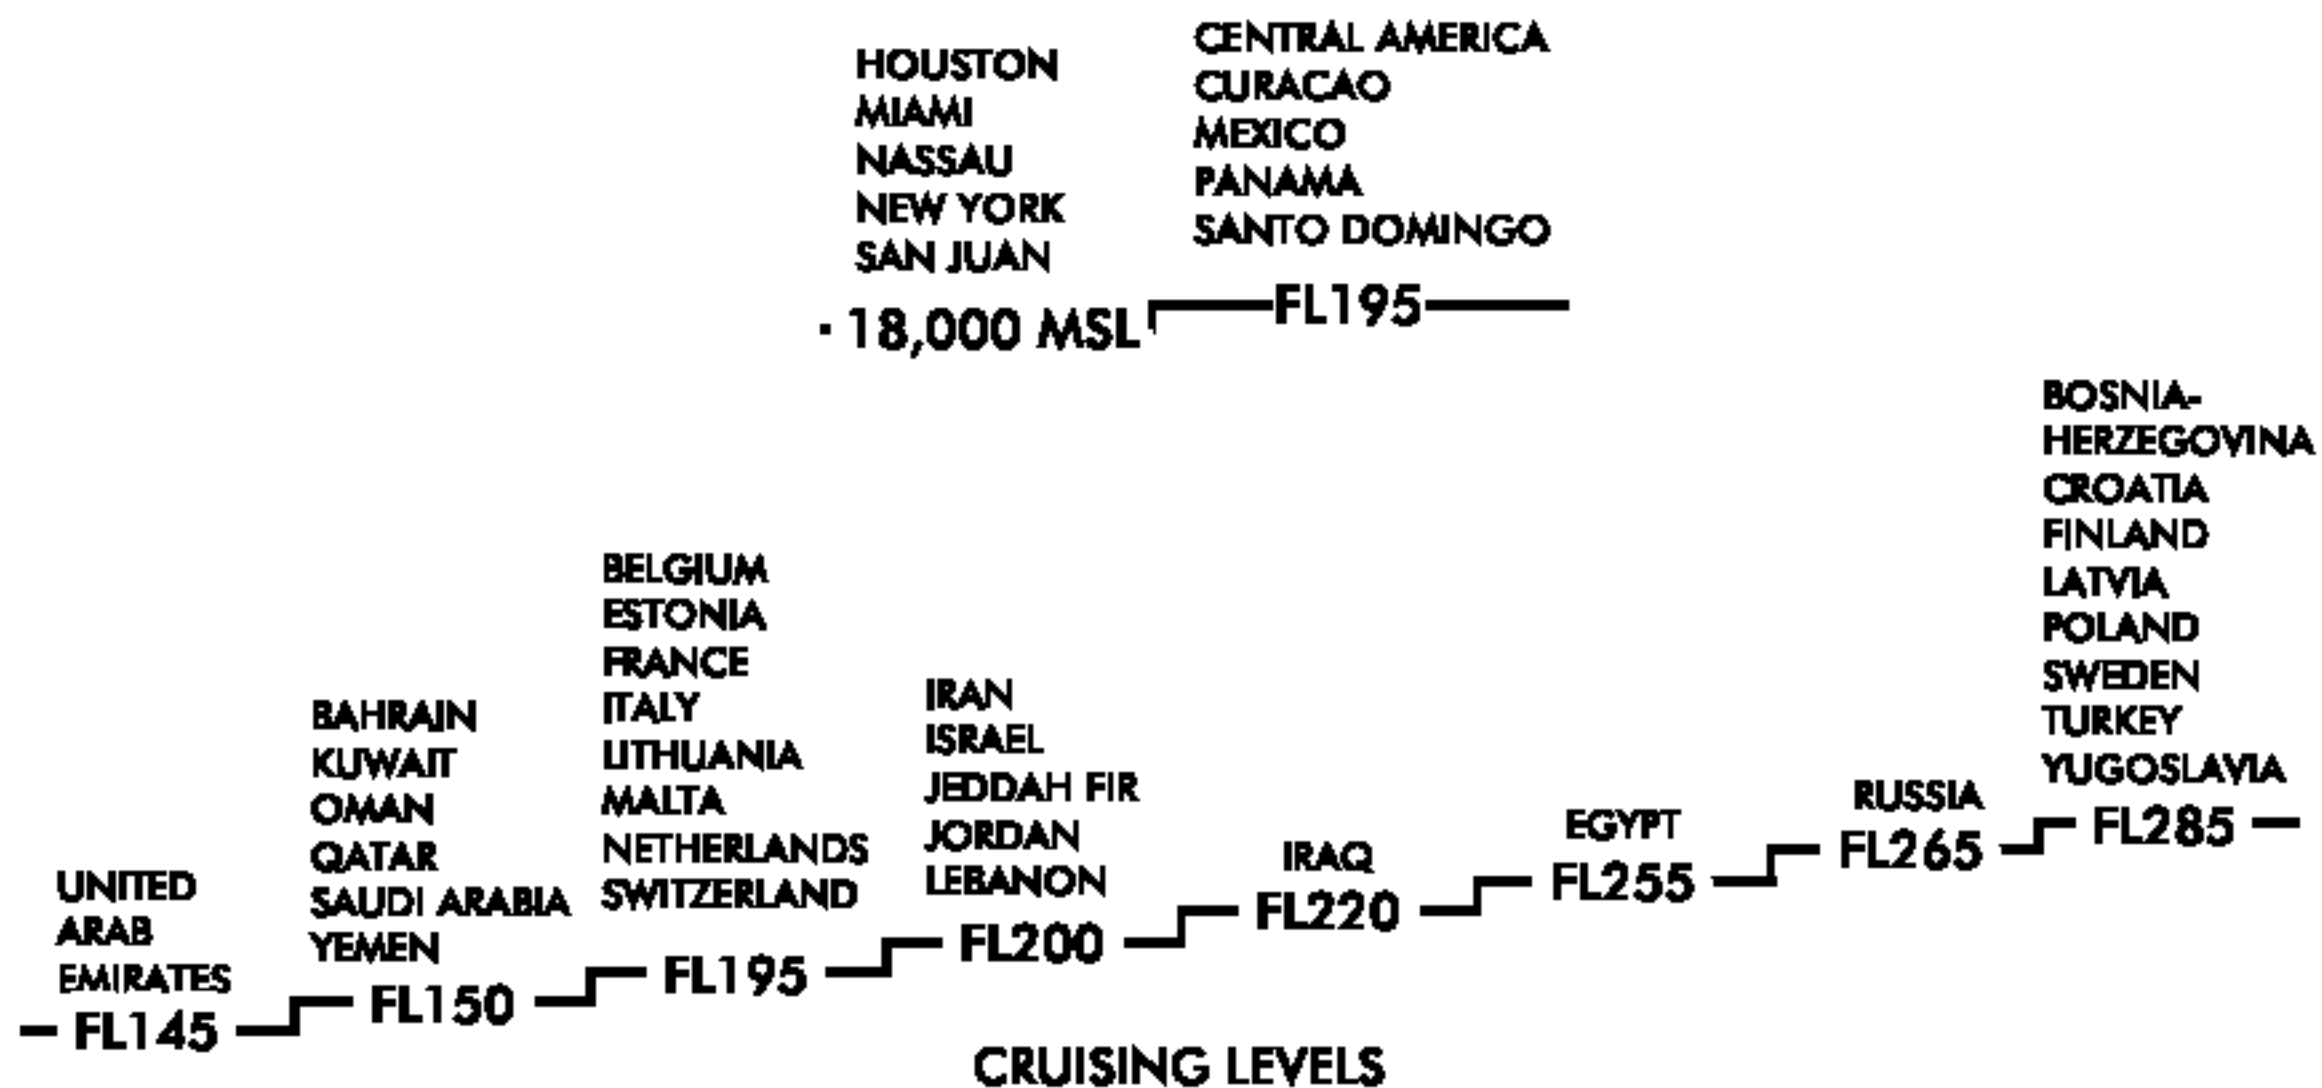 HOUSTON
MIAMI
NASSAU
NEW YORK
SAN JUAN
18,000 MSL
CENTRAL AMERICA
CURACAO
MEXICO
PANAMA
SANTO DOMINGO
FL195
UNITED
ARAB
EMIRATES
FL145
BAHRAIN
KUWAIT
OMAN
QATAR
SAUDI ARABIA
YEMEN
FL150
BELGIUM
ESTONIA
FRANCE
ITALY
LITHUANIA
MALTA
NETHERLANDS
SWITZERLAND
FL195
IRAN
ISRAEL
JEDDAH FIR
JORDAN
LEBANON
FL200
IRAQ
FL220
EGYPT
FL255
RUSSIA
FL265
BOSNIA-
HERZEGOVINA
CROATIA
FINLAND
LATVIA
POLAND
SWEDEN
TURKEY
YUGOSLAVIA
FL285
CRUISING LEVELS